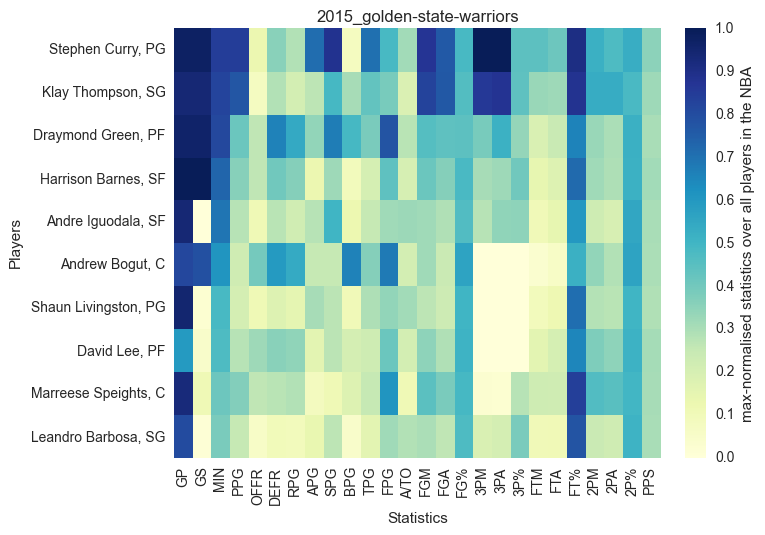 2015_golden-state-warriors
Players
Stephen Curry, PG
Klay Thompson, SG
Draymond Green, PF
Harrison Barnes, SF
Andre Iguodala, SF
Andrew Bogut, C
Shaun Livingston, PG
David Lee, PF
Marreese Speights, C
Leandro Barbosa, SG
GP GS MIN PPG OFFR DEFR RPG APG SPG BPG TPG FPG A/TO FGM FGA FG% 3PM 3PA 3P% FTM FTA FT% 2PM 2PA 2P% PPS
Statistics
1.0
0.9
0.8
0.7
0.6
0.5
0.4
0.3
0.2
0.1
0.0
max-normalised statistics over all players in the NBA